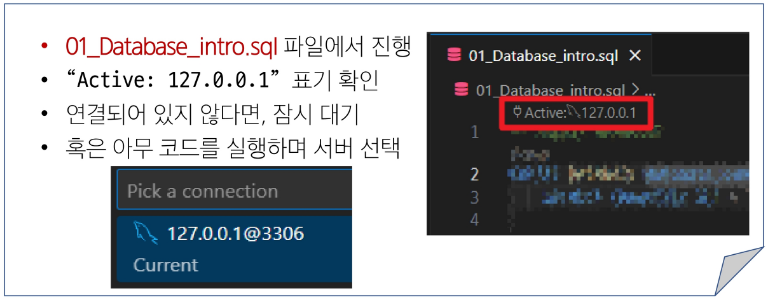 • 01_Database_intro.sql 파일에서 진행
• “Active: 127.0.0.1” 표기 확인
• 연결되어 있지 않다면, 잠시 대기
• 혹은 아무 코드를 실행하며 서버 선택
Pick a connection
127.0.0.1@3306
Current
01_Database_intro.sql ×
01_Database_intro.sql > ...
Active: 127.0.0.1
1
2
3
4